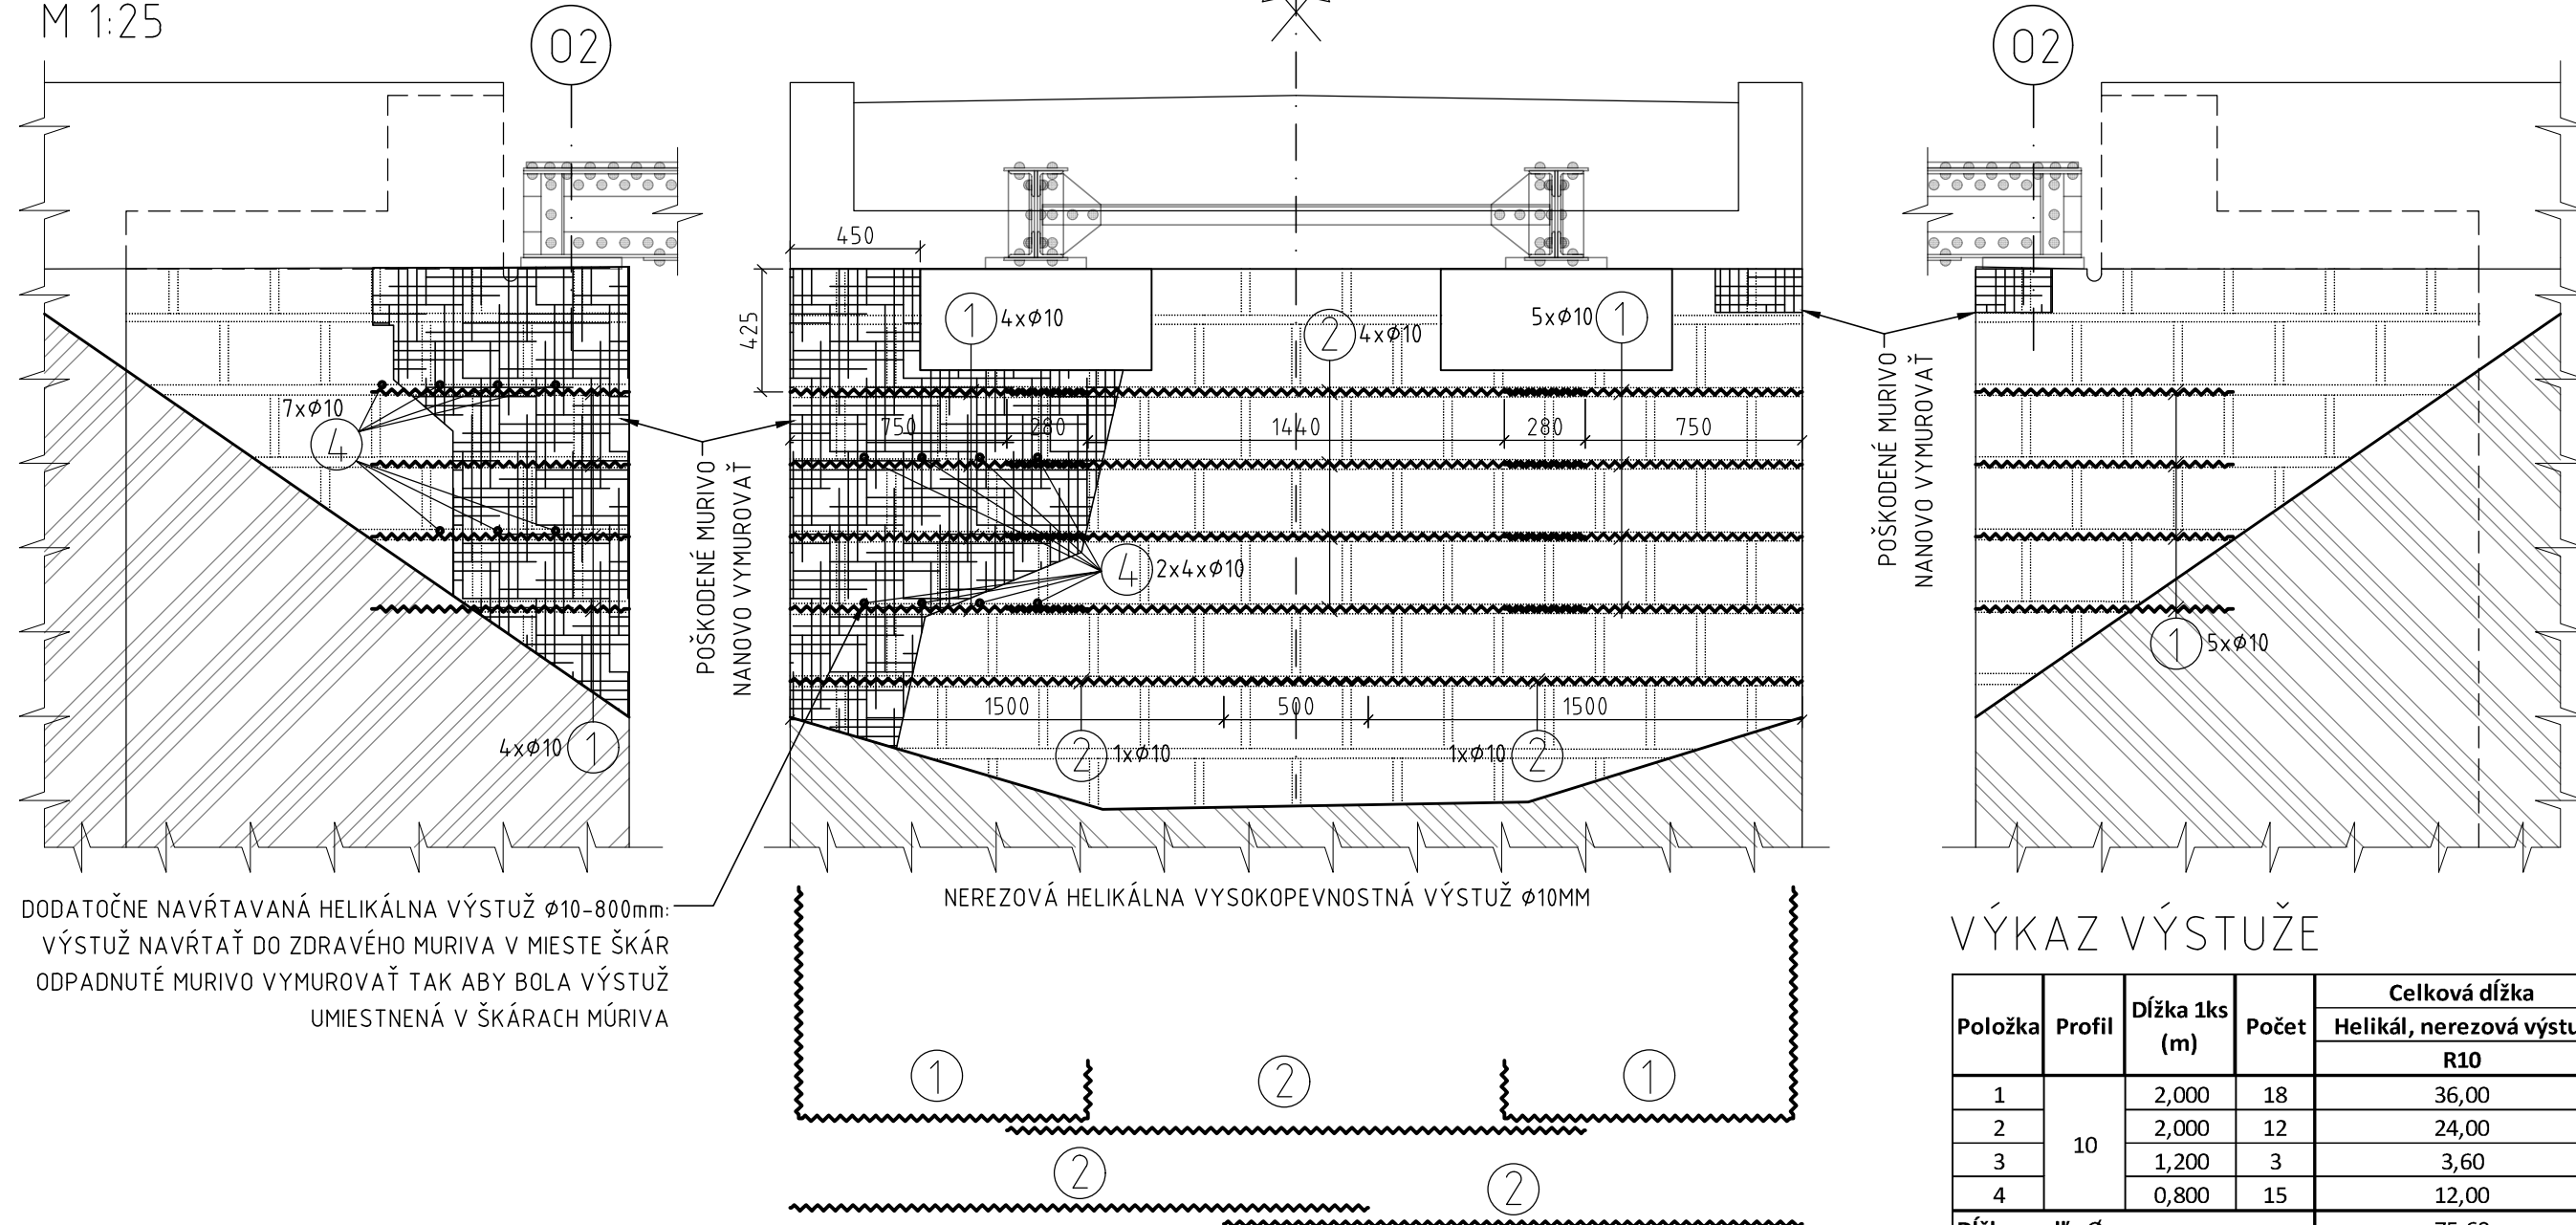 M 1:25
02
02
450
425
1
4xφ10
2
4xφ10
5xφ10
1
7xφ10
4
750
280
1440
280
750
POŠKODENÉ MURIVO
NANOVO VYMUROVAŤ
POŠKODENÉ MURIVO
NANOVO VYMUROVAŤ
4
2x4xφ10
1
5xφ10
1500
500
1500
4xφ10
1
2
1xφ10
1xφ10
2
DODATOČNE NAVŔTAVANÁ HELIKÁLNA VÝSTUŽ φ10-800mm:
VÝSTUŽ NAVŔTAŤ DO ZDRAVÉHO MURIVA V MIESTE ŠKÁR
ODPADNUTÉ MURIVO VYMUROVAŤ TAK ABY BOLA VÝSTUŽ
UMIESTNENÁ V ŠKÁRACH MÚRIVA
NEREZOVÁ HELIKÁLNA VYSOKOPEVNOSTNÁ VÝSTUŽ φ10MM
1
2
1
2
2
VÝKAZ VÝSTUŽE
Položka Profil Dĺžka 1ks (m) Počet Celková dĺžka
Helikál, nerezová výstu
R10
1 10 2,000 18 36,00
2 2,000 12 24,00
3 1,200 3 3,60
4 0,800 15 12,00